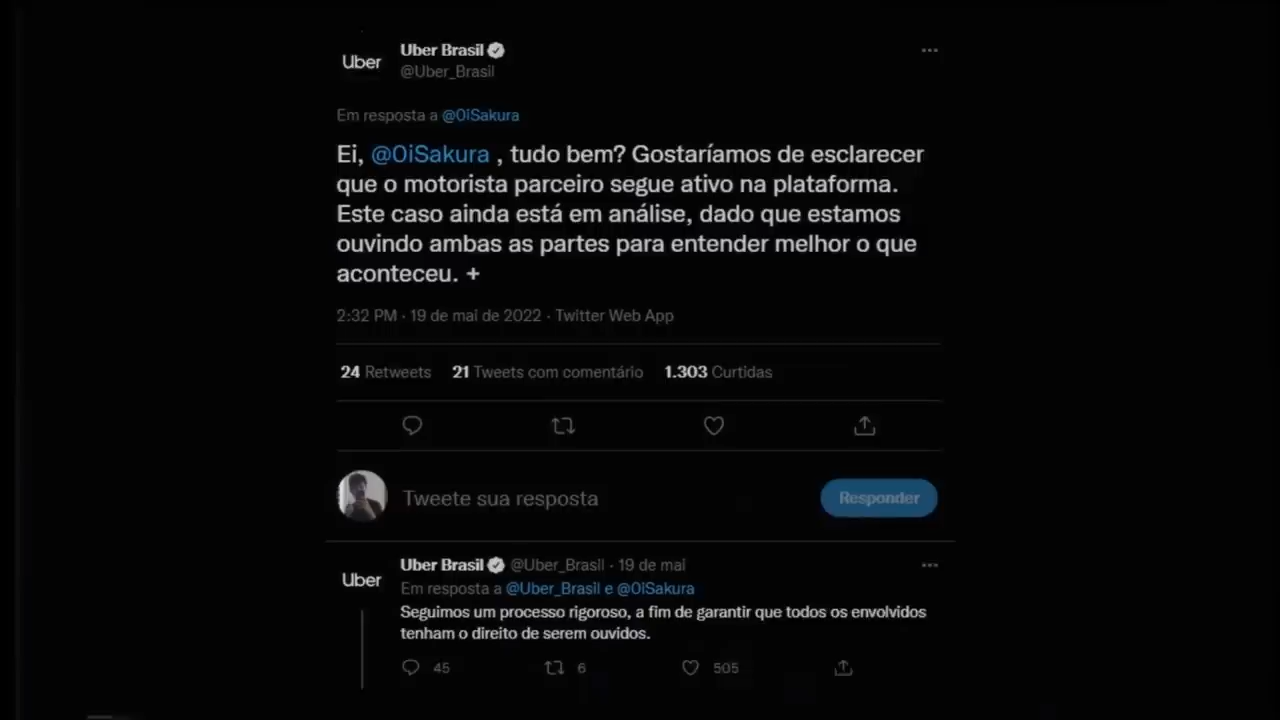 Uber
Uber Brasil
@Uber_Brasil
Em resposta a @0iSakura
Ei, @0iSakura , tudo bem? Gostaríamos de esclarecer
que o motorista parceiro segue ativo na plataforma.
Este caso ainda está em análise, dado que estamos
ouvindo ambas as partes para entender melhor o que
aconteceu. +
2:32 PM · 19 de mai de 2022 · Twitter Web App
24 Retweets 21 Tweets com comentário 1.303 Curtidas
Tweete sua resposta
Responder
Uber
Uber Brasil @Uber_Brasil · 19 de mai
Em resposta a @Uber_Brasil e @0iSakura
Seguimos um processo rigoroso, a fim de garantir que todos os envolvidos
tenham o direito de serem ouvidos.
45 6 505